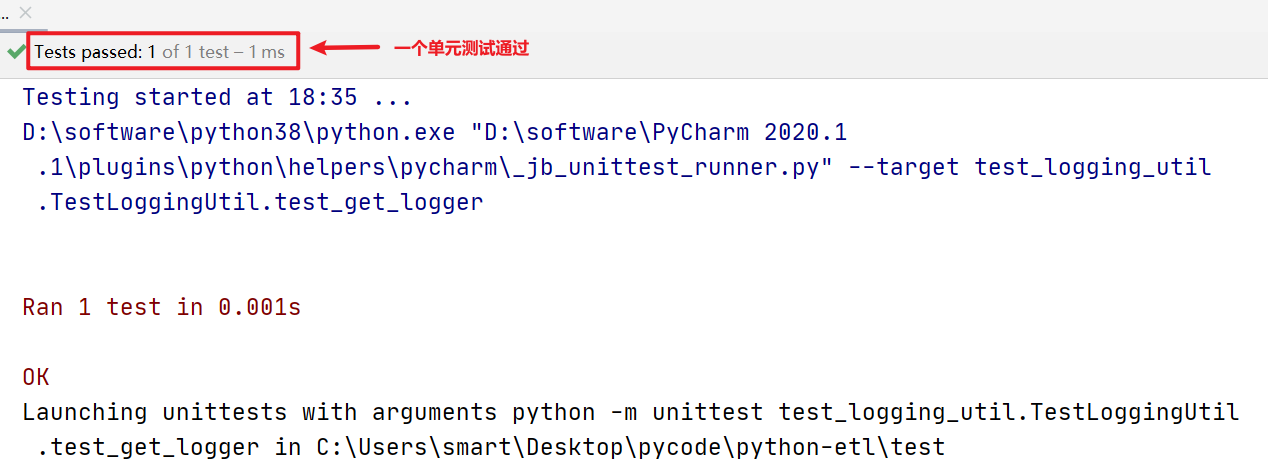 ..
Tests passed: 1 of 1 test – 1 ms
一个单元测试通过
Testing started at 18:35 ...
D:\software\python38\python.exe "D:\software\PyCharm 2020.1
.1\plugins\python\helpers\pycharm\_jb_unittest_runner.py" --target test_logging_util
.TestLoggingUtil.test_get_logger
Ran 1 test in 0.001s
OK
Launching unittests with arguments python -m unittest test_logging_util.TestLoggingUtil
.test_get_logger in C:\Users\smart\Desktop\pycode\python-etl\test